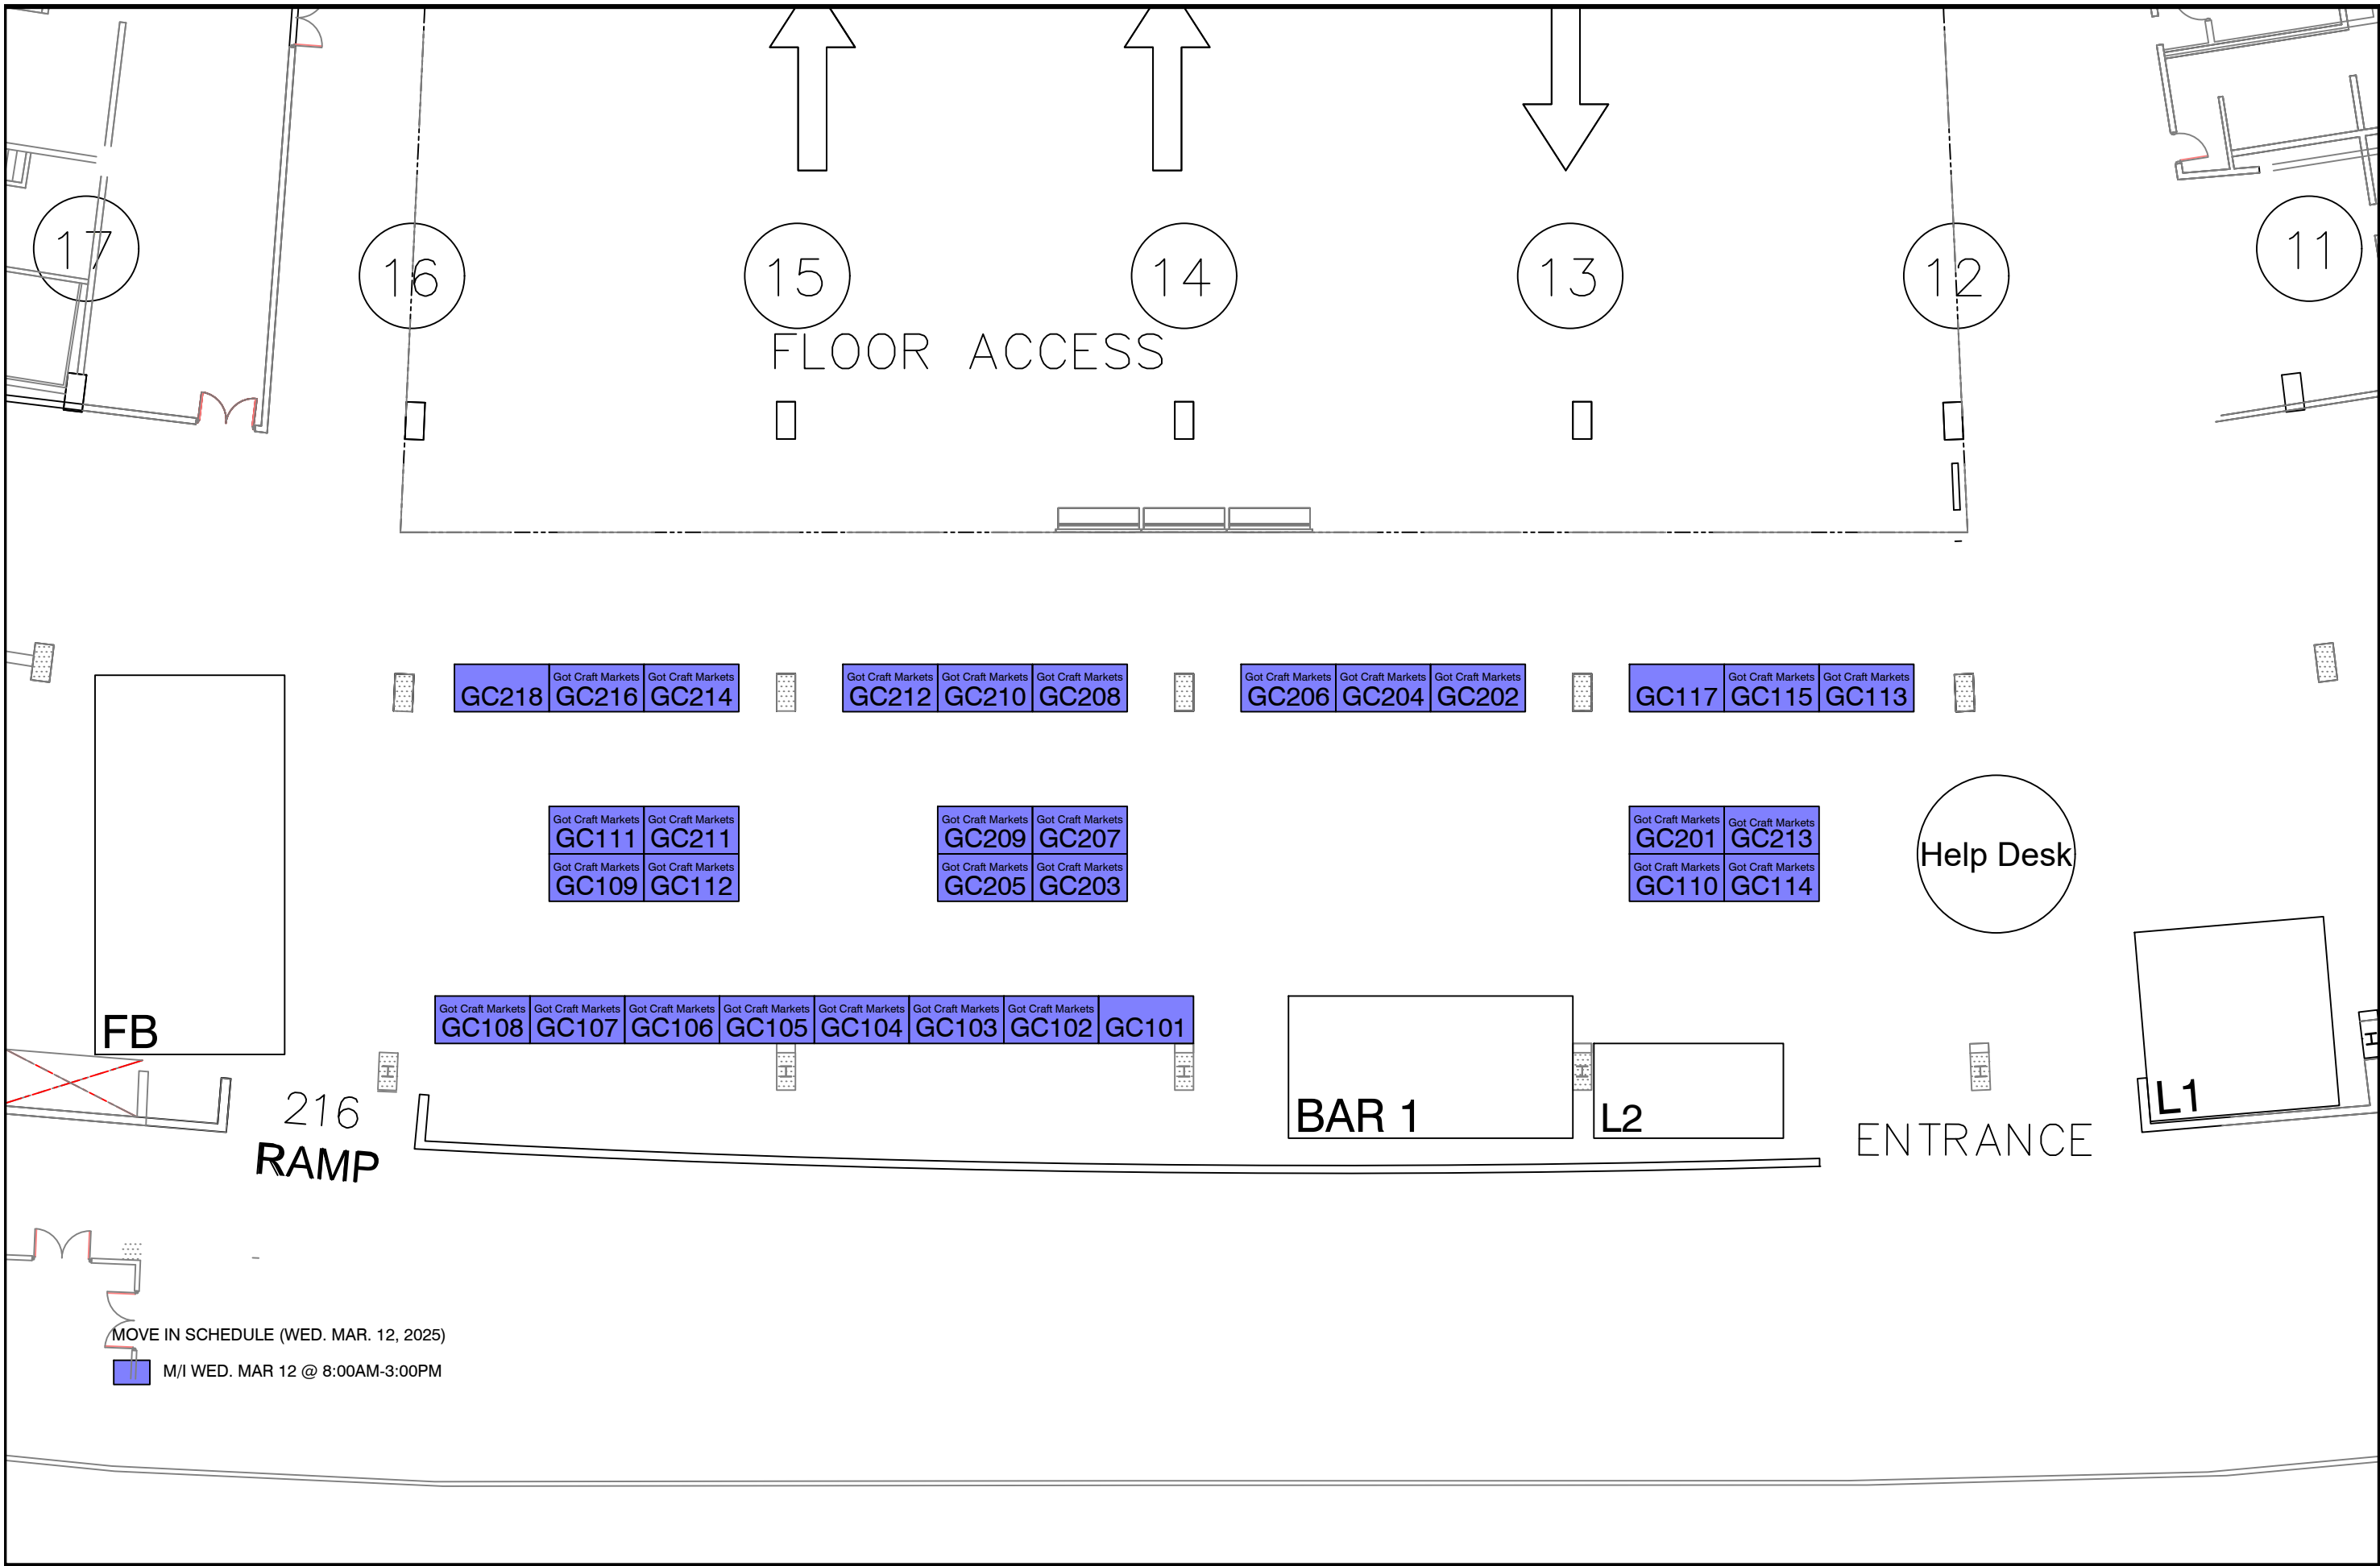 17
16
15
14
13
12
11
FLOOR ACCESS
GC218
Got Craft Markets
GC216
Got Craft Markets
GC214
Got Craft Markets
GC212
Got Craft Markets
GC210
Got Craft Markets
GC208
Got Craft Markets
GC206
Got Craft Markets
GC204
Got Craft Markets
GC202
GC117
Got Craft Markets
GC115
Got Craft Markets
GC113
Got Craft Markets
GC111
Got Craft Markets
GC211
Got Craft Markets
GC109
Got Craft Markets
GC112
Got Craft Markets
GC209
Got Craft Markets
GC207
Got Craft Markets
GC205
Got Craft Markets
GC203
Got Craft Markets
GC201
Got Craft Markets
GC213
Got Craft Markets
GC110
Got Craft Markets
GC114
Help Desk
FB
Got Craft Markets
GC108
Got Craft Markets
GC107
Got Craft Markets
GC106
Got Craft Markets
GC105
Got Craft Markets
GC104
Got Craft Markets
GC103
Got Craft Markets
GC102
GC101
BAR 1
L2
L1
216
RAMP
ENTRANCE
MOVE IN SCHEDULE (WED. MAR. 12, 2025)
M/I WED. MAR 12 @ 8:00AM-3:00PM